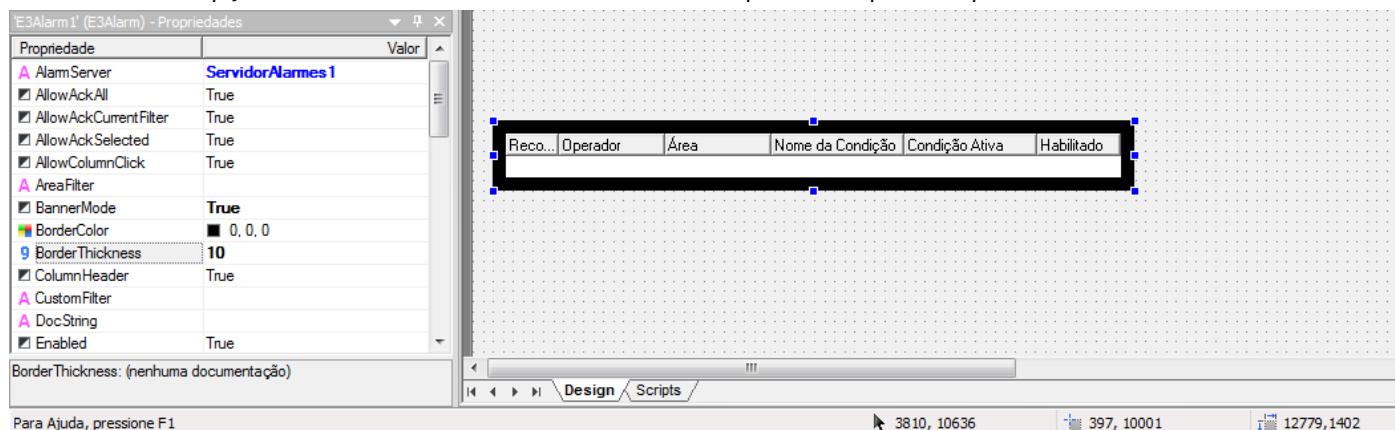 'E3Alarm1' (E3Alarm) - Propriedades
Propriedade Valor
AlarmServer ServidorAlarmes1
AllowAckAll True
AllowAckCurrentFilter True
AllowAckSelected True
AllowColumnClick True
AreaFilter
BannerMode True
BorderColor 0, 0, 0
BorderThickness 10
ColumnHeader True
CustomFilter
DocString
Enabled True
BorderThickness: (nenhuma documentação)
Reco... Operador Área Nome da Condição Condição Ativa Habilitado
Design Scripts
Para Ajuda, pressione F1 3810, 10636 397, 10001 12779,1402